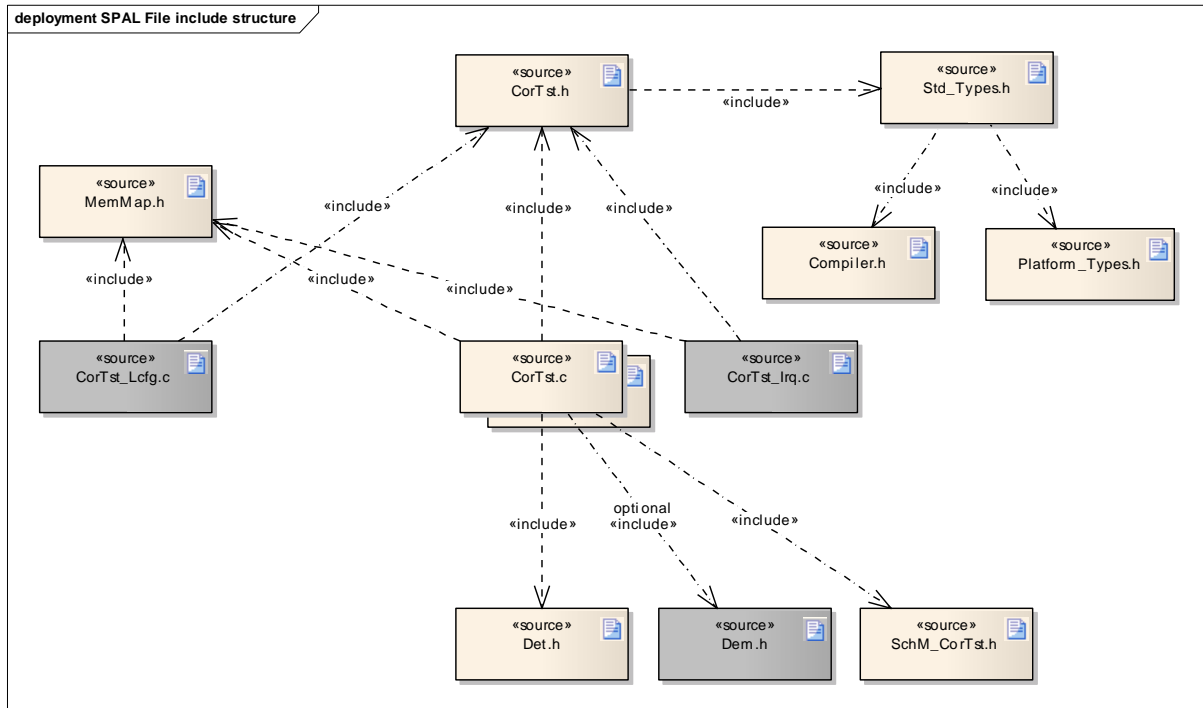 deployment SPAL File include structure
«source»
CorTst.h
«source»
Std_Types.h
«include»
«source»
MemMap.h
«include»
«include»
«include»
«include»
«include»
«source»
Compiler.h
«source»
Platform_Types.h
«include»
«include»
«include»
«source»
CorTst_Lcfg.c
«source»
CorTst.c
«source»
CorTst_Irq.c
«include»
optional
«include»
«include»
«source»
Det.h
«source»
Dem.h
«source»
SchM_CorTst.h